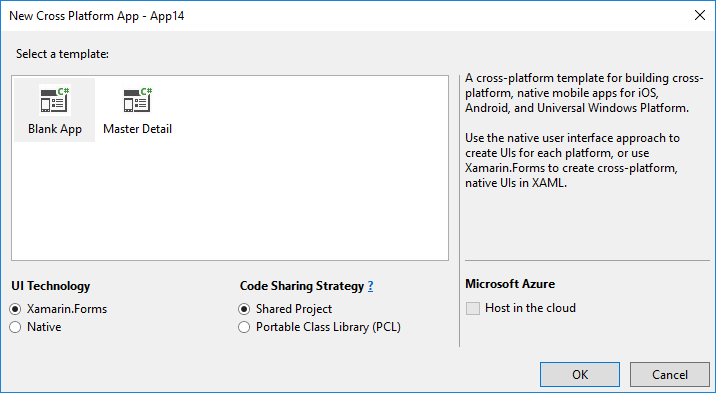 New Cross Platform App - App14
Select a template:
C#
C#
Blank App
Master Detail
A cross-platform template for building cross-
platform, native mobile apps for iOS,
Android, and Universal Windows Platform.
Use the native user interface approach to
create UIs for each platform, or use
Xamarin.Forms to create cross-platform,
native UIs in XAML.
UI Technology
Xamarin.Forms
Native
Code Sharing Strategy ?
Shared Project
Portable Class Library (PCL)
Microsoft Azure
Host in the cloud
OK
Cancel